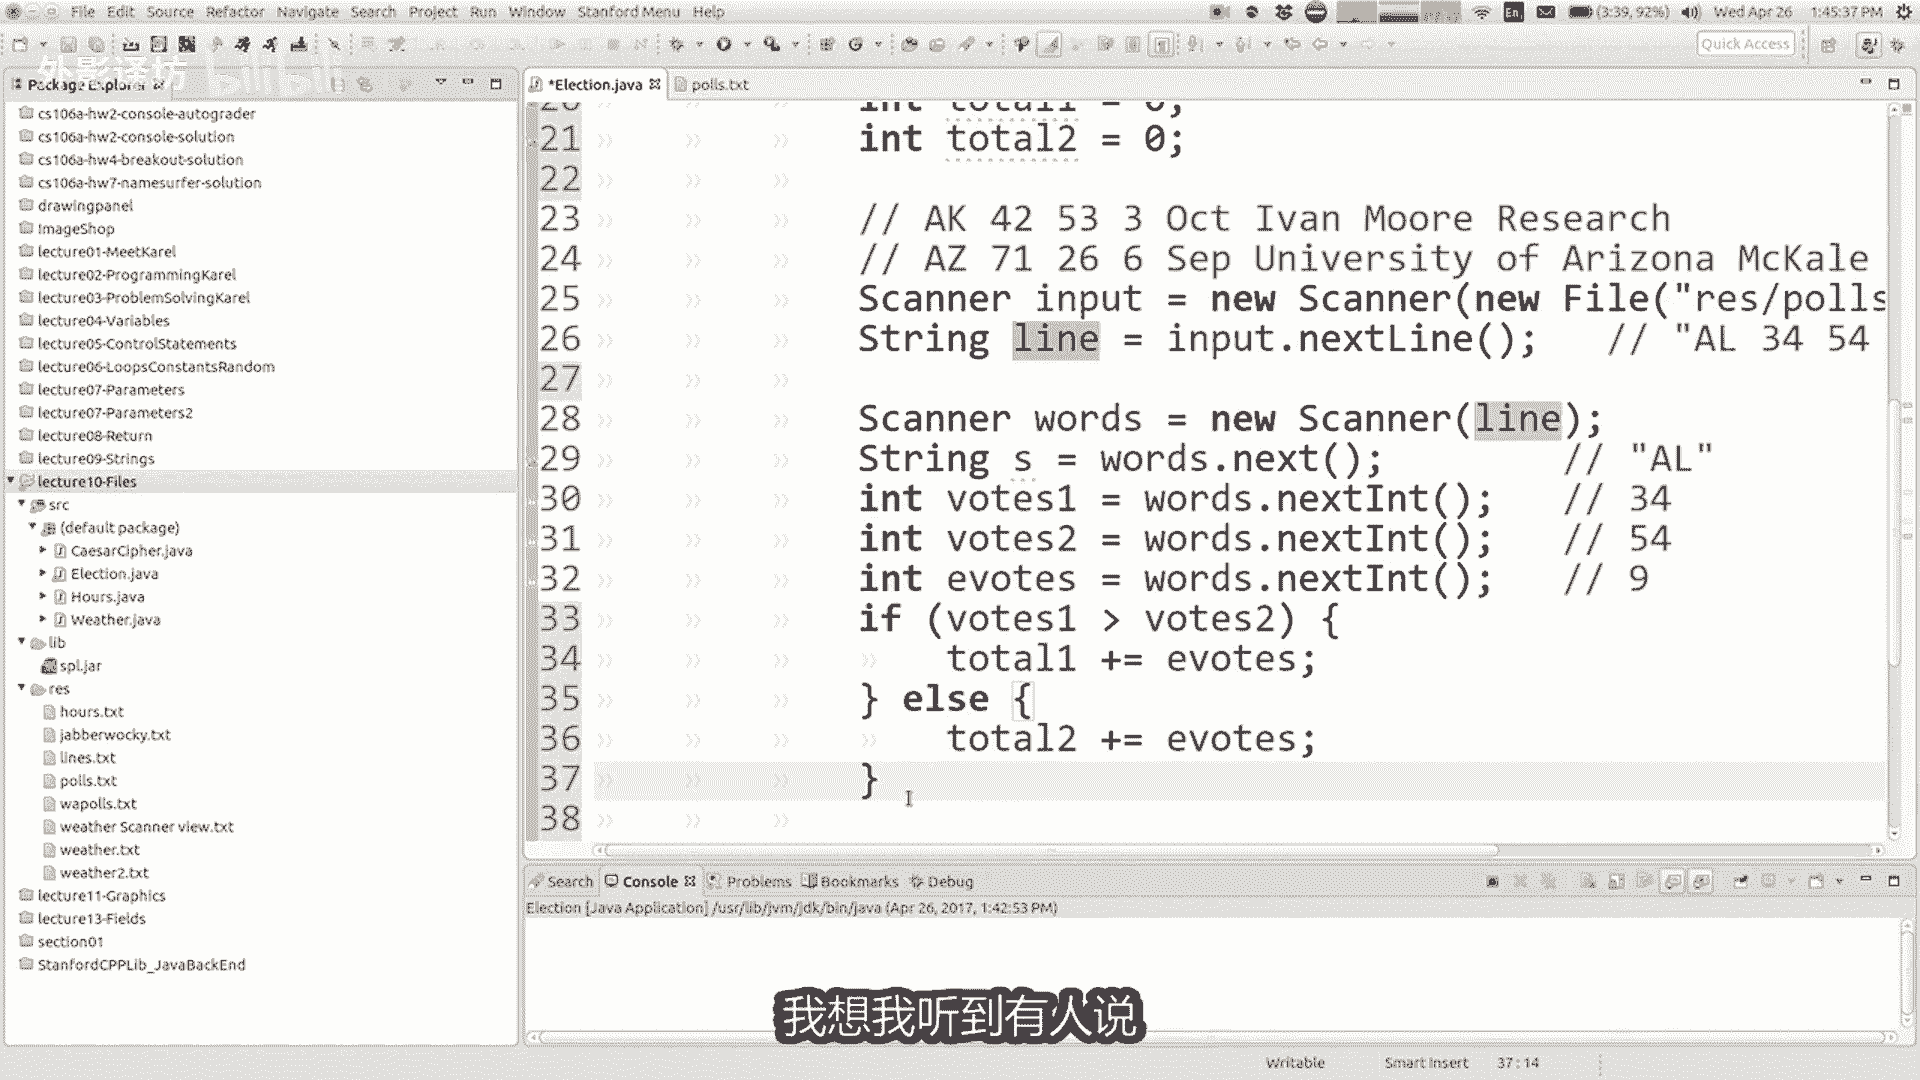 File Edit Source Refactor Navigate Search Project Run Window Stanford Menu Help
En (3:39, 92%) Wed Apr 26 1:45:37 PM
Quick Access
外影译坊 bilibili
Package Explorer
cs106a-hw2-console-autograder
cs106a-hw2-console-solution
cs106a-hw4-breakout-solution
cs106a-hw7-namesurfer-solution
drawingpanel
ImageShop
lecture01-MeetKarel
lecture02-ProgrammingKarel
lecture03-ProblemSolvingKarel
lecture04-Variables
lecture05-ControlStatements
lecture06-LoopsConstantsRandom
lecture07-Parameters
lecture07-Parameters2
lecture08-Return
lecture09-Strings
lecture10-Files
src
(default package)
CaesarCipher.java
Election.java
Hours.java
Weather.java
lib
spl.jar
res
hours.txt
jabberwocky.txt
lines.txt
polls.txt
wapolls.txt
weather Scanner view.txt
weather.txt
weather2.txt
lecture11-Graphics
lecture13-Fields
section01
StanfordCPPLib_JavaBackEnd
*Election.java polls.txt
20 int total1 = 0;
21 int total2 = 0;
22
23 // AK 42 53 3 Oct Ivan Moore Research
24 // AZ 71 26 6 Sep University of Arizona McKale
25 Scanner input = new Scanner(new File("res/polls
26 String line = input.nextLine(); // "AL 34 54
27
28 Scanner words = new Scanner(line);
29 String s = words.next(); // "AL"
30 int votes1 = words.nextInt(); // 34
31 int votes2 = words.nextInt(); // 54
32 int evotes = words.nextInt(); // 9
33 if (votes1 > votes2) {
34 total1 += evotes;
35 } else {
36 total2 += evotes;
37 }
38
Search Console Problems Bookmarks Debug
Election [Java Application] /usr/lib/jvm/jdk/bin/java (Apr 26, 2017, 1:42:53 PM)
我想我听到有人说
Writable Smart Insert 37:14